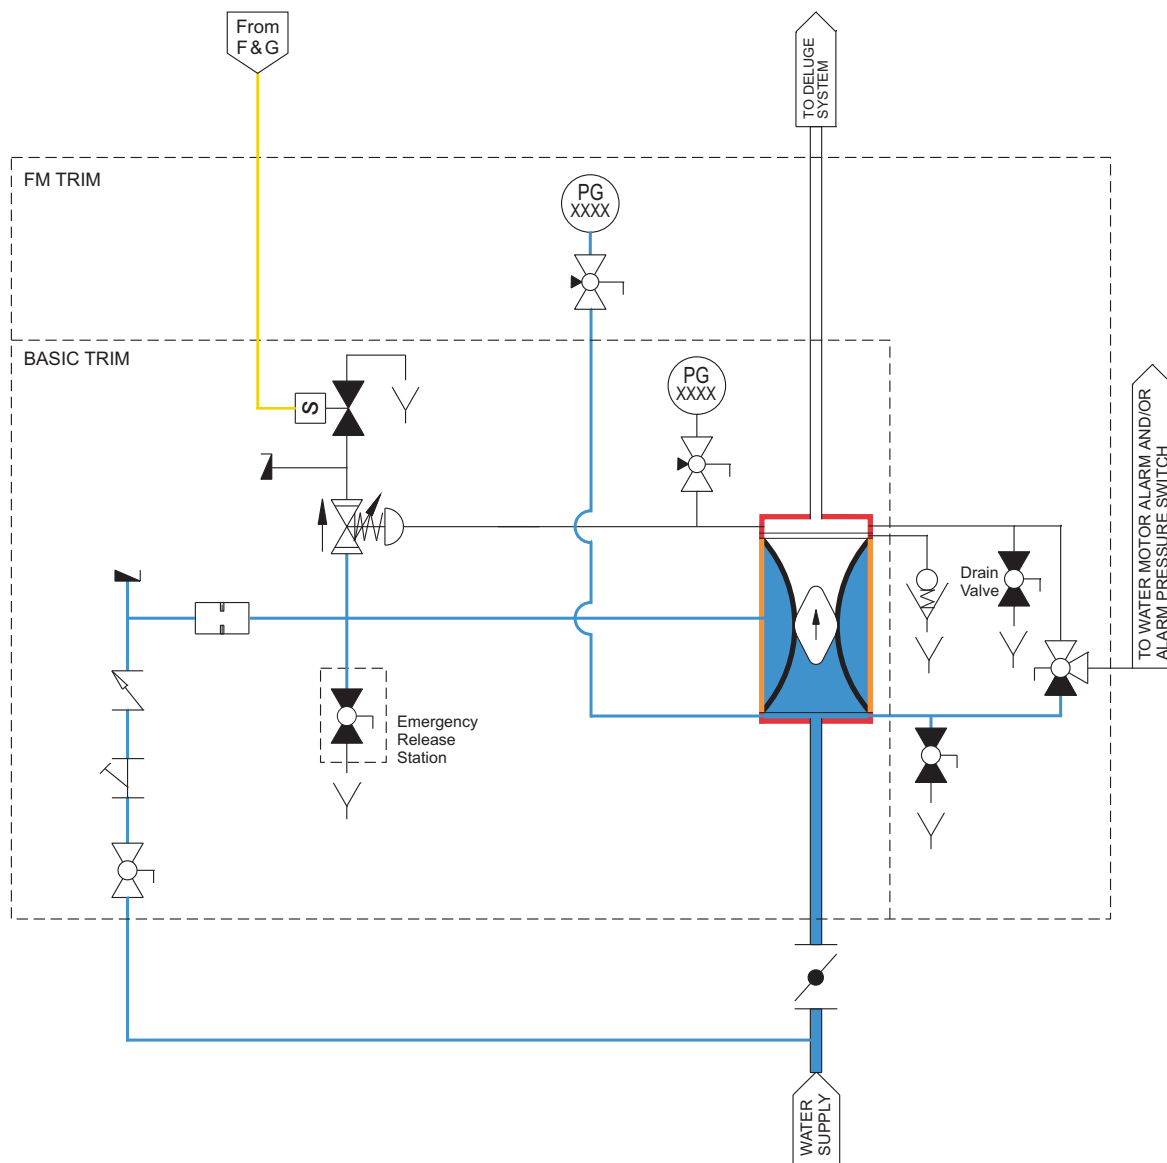 From
F & G
TO DELUGE
SYSTEM
FM TRIM
PG
XXXX
BASIC TRIM
PG
XXXX
S
TO WATER MOTOR ALARM AND/OR
ALARM PRESSURE SWITCH
Drain
Valve
Emergency
Release
Station
WATER
SUPPLY